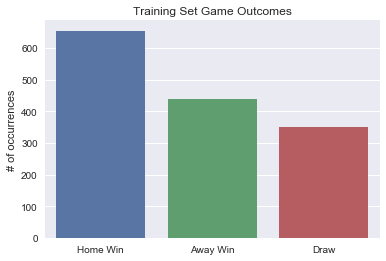 Training Set Game Outcomes
# of occurrences
600
500
400
300
200
100
0
Home Win
Away Win
Draw